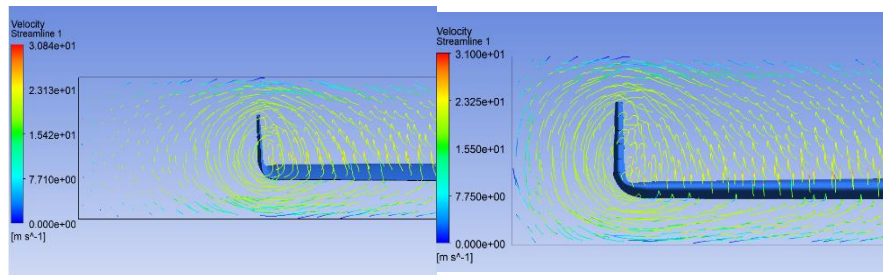 Velocity
Streamline 1
3.084e+01
2.313e+01
1.542e+01
7.710e+00
0.000e+00
[m s^-1]
Velocity
Streamline 1
3.100e+01
2.325e+01
1.550e+01
7.750e+00
0.000e+00
[m s^-1]